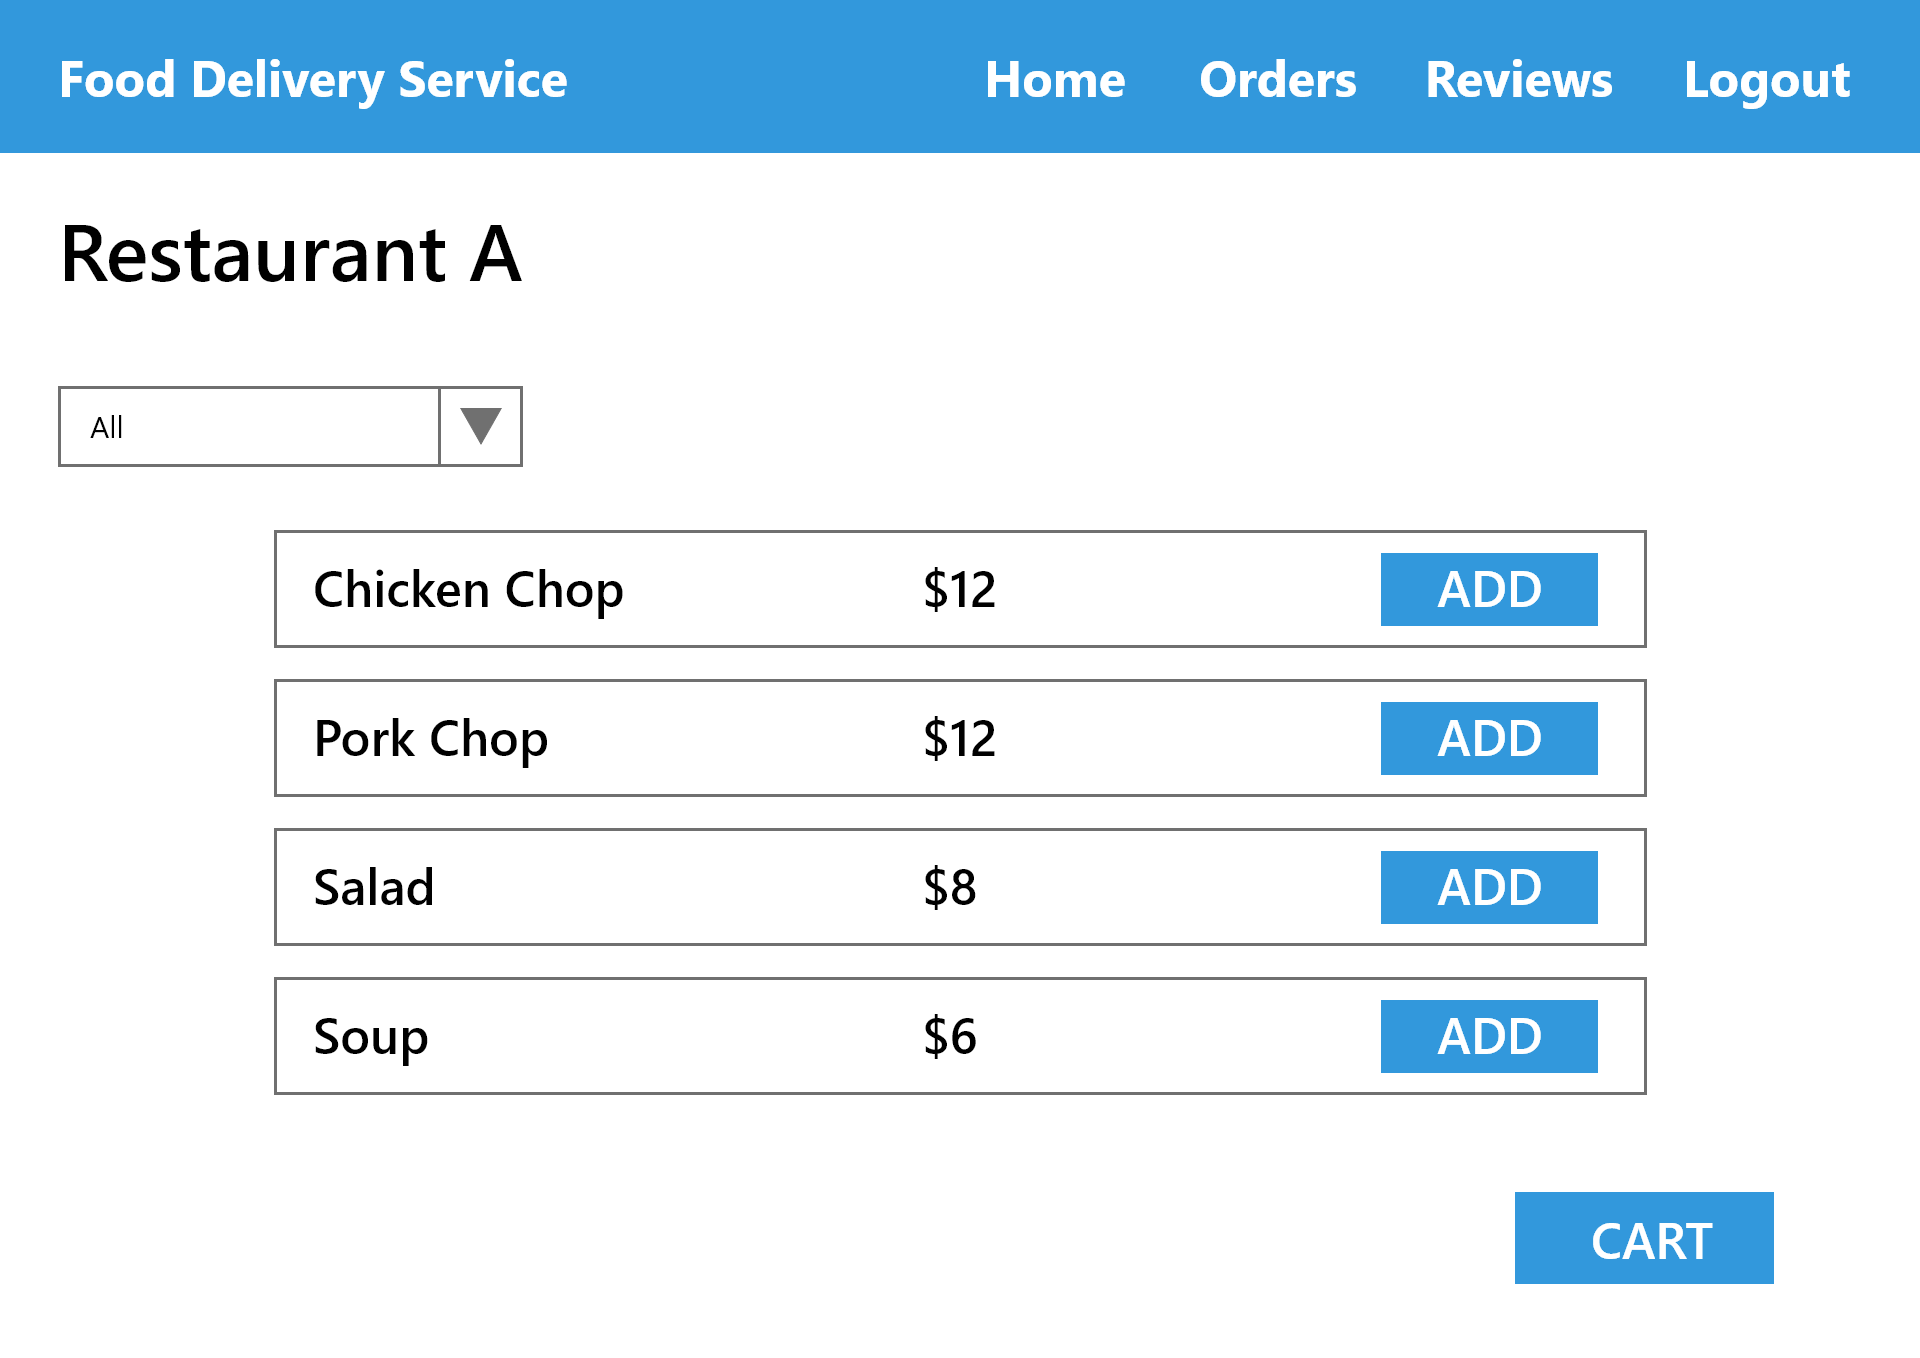 Food Delivery Service Home Orders Reviews Logout
Restaurant A
All
Chicken Chop $12 ADD
Pork Chop $12 ADD
Salad $8 ADD
Soup $6 ADD
CART